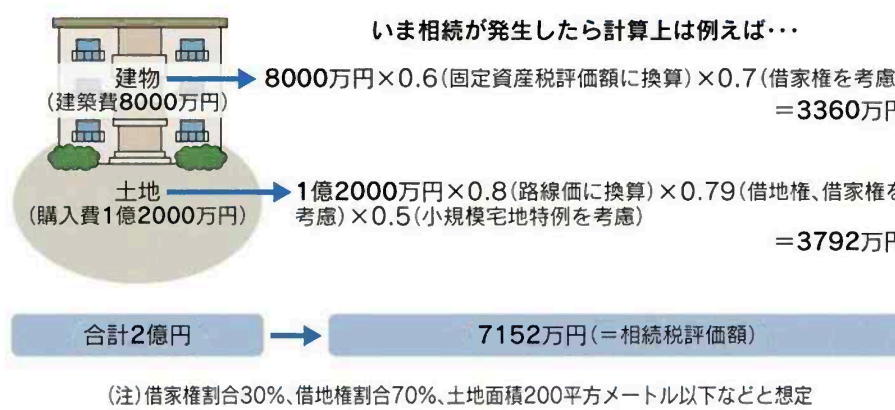 いま相続が発生したら計算上は例えば･･･
建物
(建築費8000万円)
8000万円×0.6(固定資産税評価額に換算)×0.7(借家権を考慮
＝3360万円
土地
(購入費1億2000万円)
1億2000万円×0.8(路線価に換算)×0.79(借地権、借家権を
考慮)×0.5(小規模宅地特例を考慮)
＝3792万円
合計2億円
7152万円(＝相続税評価額)
(注)借家権割合30%、借地権割合70%、土地面積200平方メートル以下などと想定